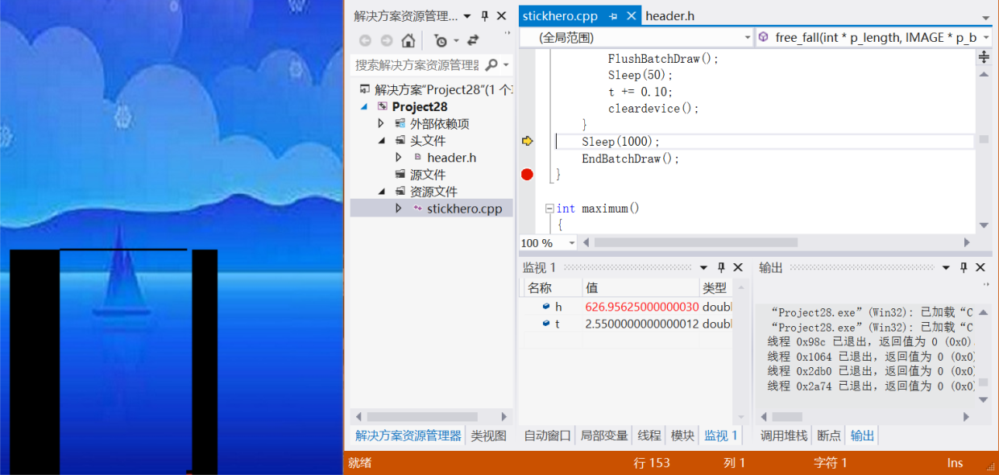 解决方案资源管理...
搜索解决方案资源管理器
解决方案"Project28"(1 个项
Project28
外部依赖项
头文件
header.h
源文件
资源文件
stickhero.cpp
解决方案资源管理器 类视图
stickhero.cpp header.h
(全局范围) free_fall(int * p_length, IMAGE * p_b
FlushBatchDraw();
Sleep(50);
t += 0.10;
cleardevice();
}
Sleep(1000);
EndBatchDraw();
}
int maximum()
{
100 %
监视 1
名称 值 类型
h 626.95625000000030 doubl
t 2.5500000000000012 doubl
自动窗口 局部变量 线程 模块 监视 1
输出
“Project28.exe”(Win32): 已加载“C
“Project28.exe”(Win32): 已加载“C
线程 0x98c 已退出，返回值为 0 (0x0).
线程 0x1064 已退出，返回值为 0 (0x0)
线程 0x2db0 已退出，返回值为 0 (0x0)
线程 0x2a74 已退出，返回值为 0 (0x0)
调用堆栈 断点 输出
就绪 行 153 列 1 字符 1 Ins